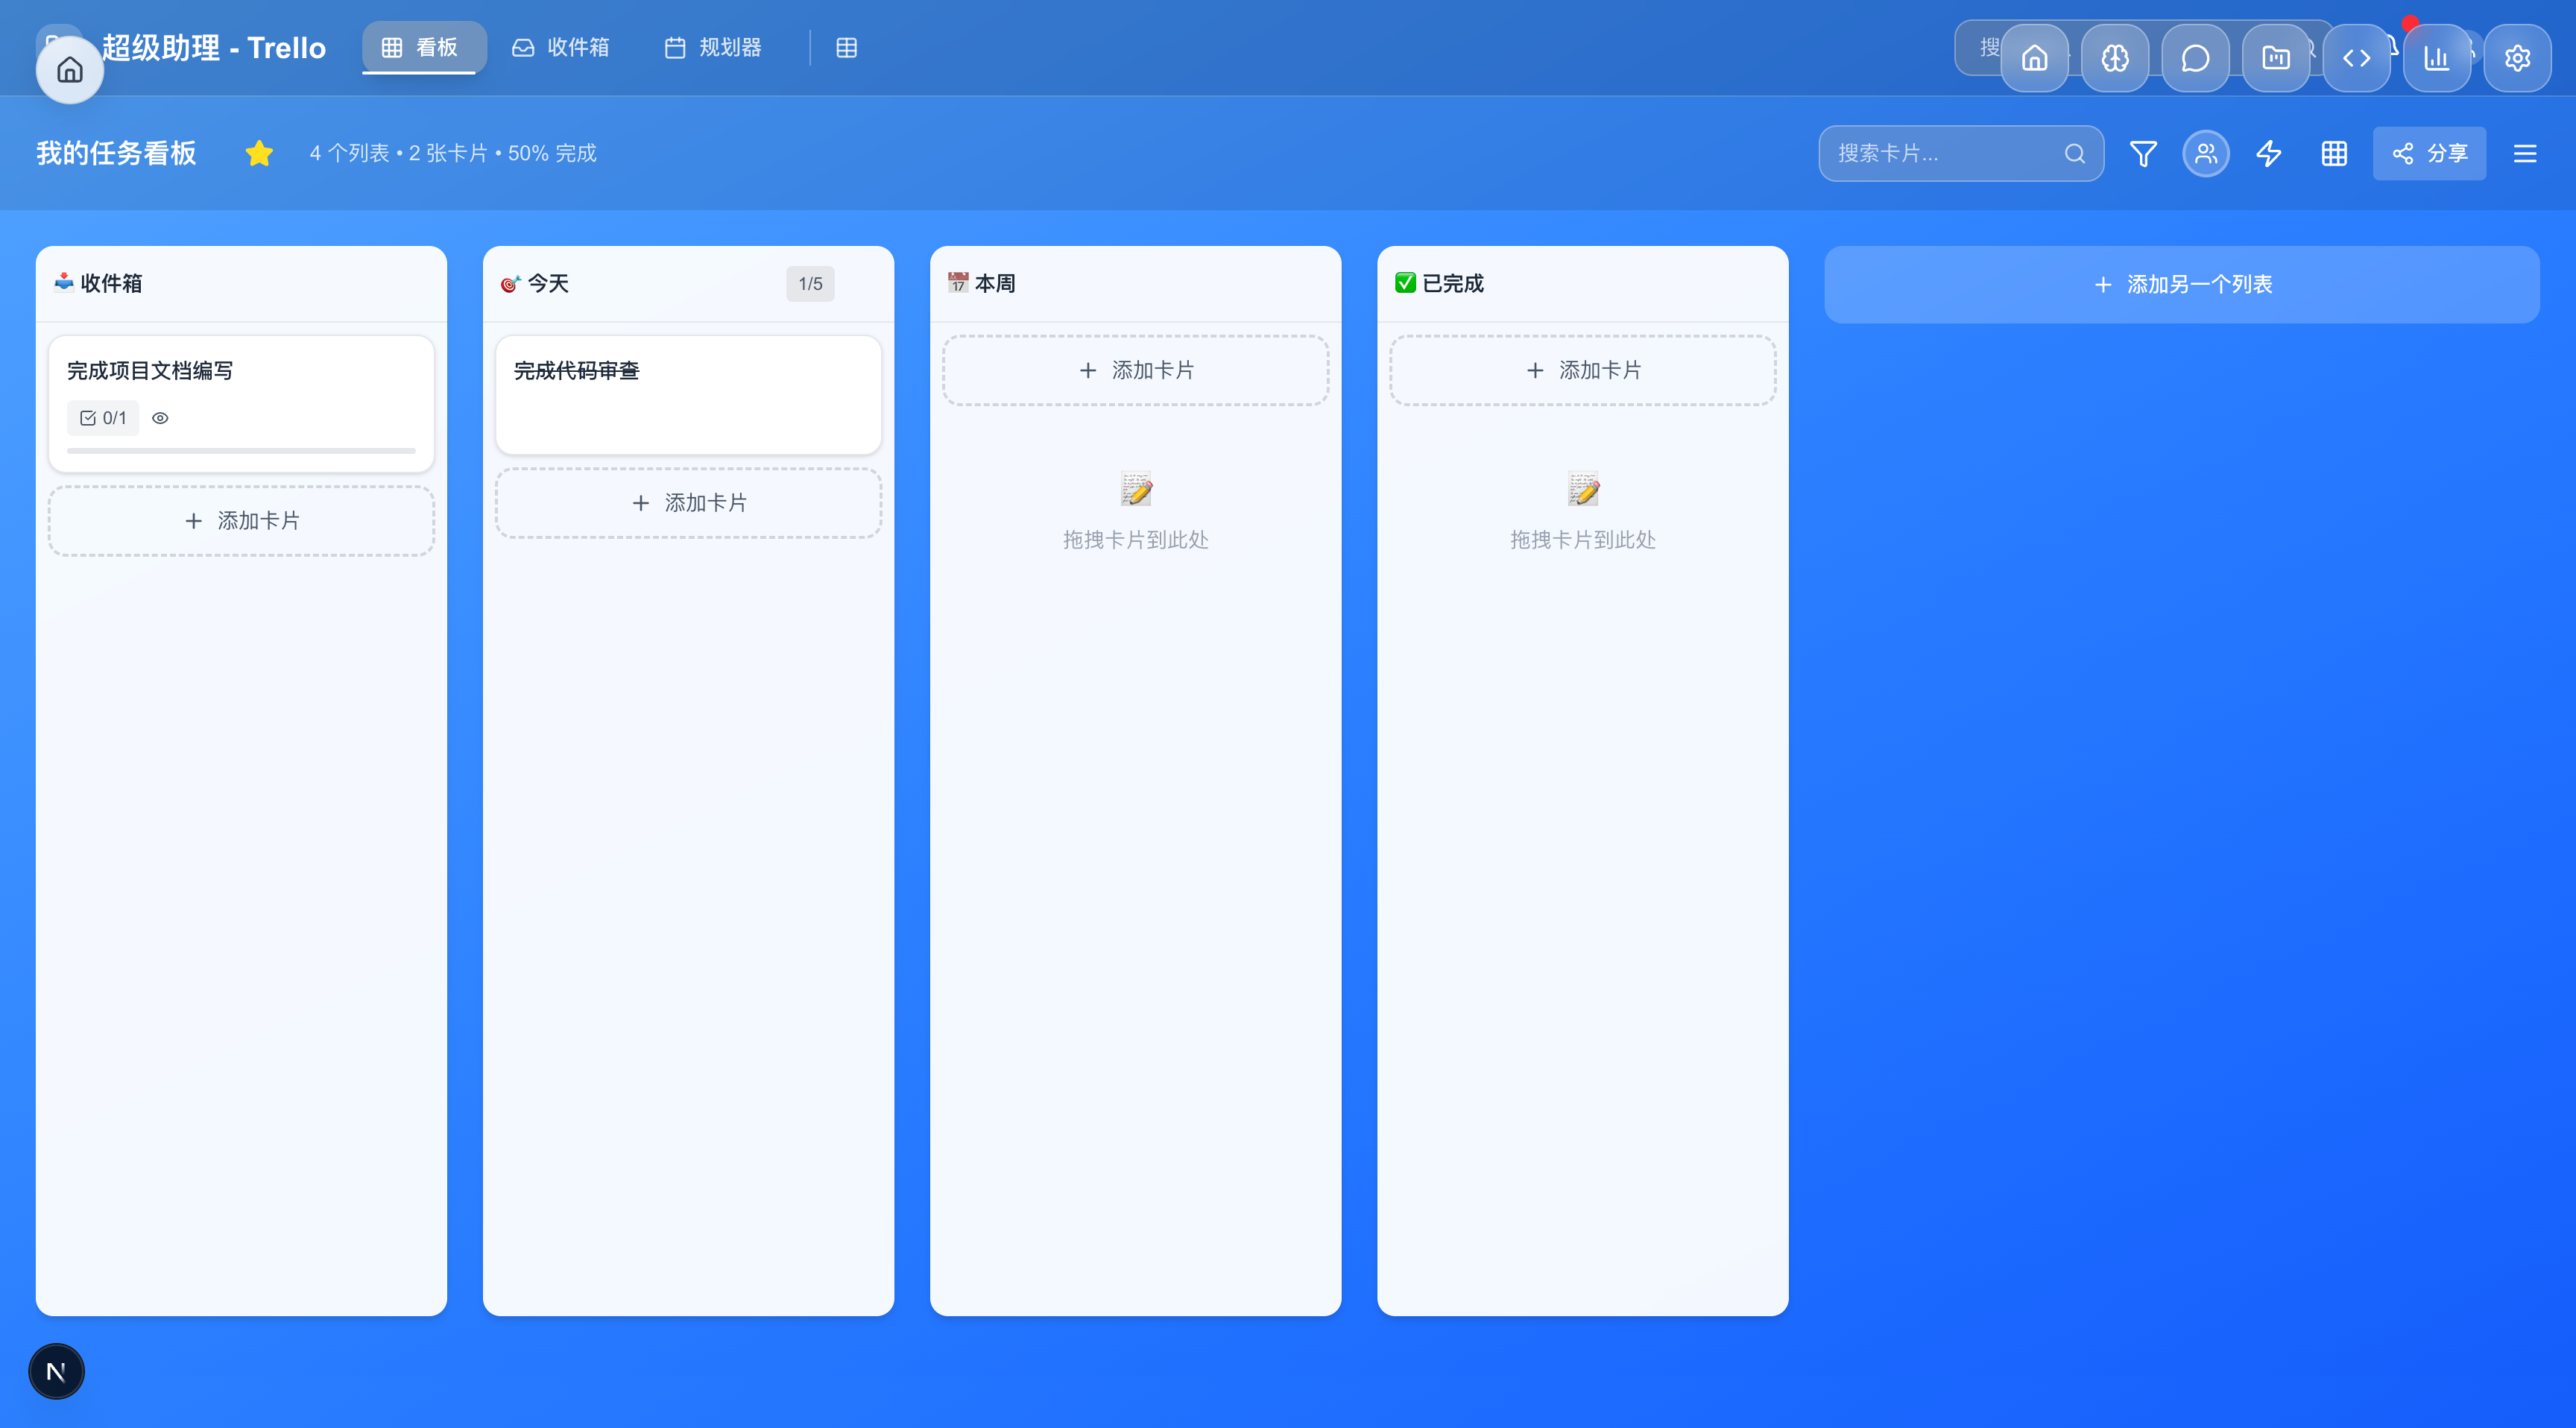 超级助理 - Trello
看板
收件箱
规划器
搜
我的任务看板
4 个列表 • 2 张卡片 • 50% 完成
搜索卡片...
分享
收件箱
完成项目文档编写
0/1
添加卡片
今天
1/5
完成代码审查
添加卡片
17
本周
添加卡片
拖拽卡片到此处
已完成
添加卡片
拖拽卡片到此处
添加另一个列表
N